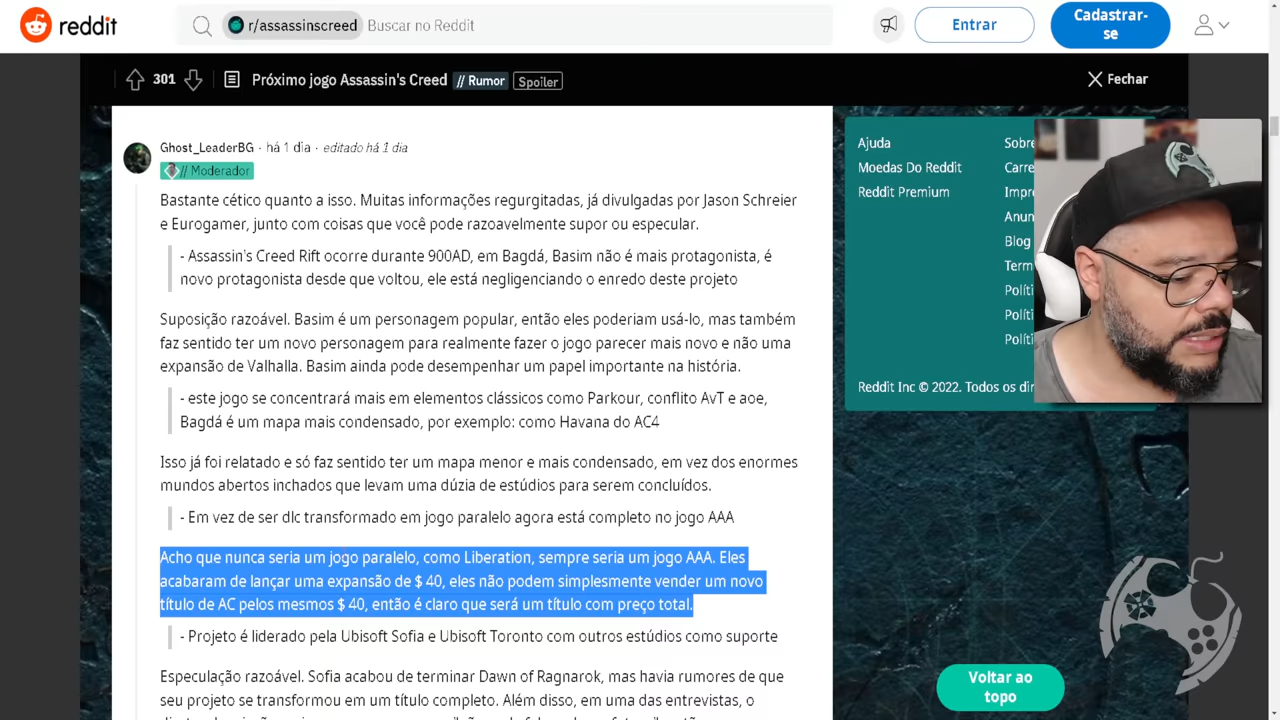 reddit
r/assassinscreed Buscar no Reddit
Entrar
Cadastrar-
se
301 Próximo jogo Assassin's Creed // Rumor Spoiler
Fechar
Ghost_LeaderBG · há 1 dia · editado há 1 dia
// Moderador
Bastante cético quanto a isso. Muitas informações regurgitadas, já divulgadas por Jason Schreier
e Eurogamer, junto com coisas que você pode razoavelmente supor ou especular.
- Assassin's Creed Rift ocorre durante 900AD, em Bagdá, Basim não é mais protagonista, é
novo protagonista desde que voltou, ele está negligenciando o enredo deste projeto
Suposição razoável. Basim é um personagem popular, então eles poderiam usá-lo, mas também
faz sentido ter um novo personagem para realmente fazer o jogo parecer mais novo e não uma
expansão de Valhalla. Basim ainda pode desempenhar um papel importante na história.
- este jogo se concentrará mais em elementos clássicos como Parkour, conflito AvT e aoe,
Bagdá é um mapa mais condensado, por exemplo: como Havana do AC4
Isso já foi relatado e só faz sentido ter um mapa menor e mais condensado, em vez dos enormes
mundos abertos inchados que levam uma dúzia de estúdios para serem concluídos.
- Em vez de ser dlc transformado em jogo paralelo agora está completo no jogo AAA
Acho que nunca seria um jogo paralelo, como Liberation, sempre seria um jogo AAA. Eles
acabaram de lançar uma expansão de $ 40, eles não podem simplesmente vender um novo
título de AC pelos mesmos $ 40, então é claro que será um título com preço total.
- Projeto é liderado pela Ubisoft Sofia e Ubisoft Toronto com outros estúdios como suporte
Especulação razoável. Sofia acabou de terminar Dawn of Ragnarok, mas havia rumores de que
seu projeto se transformou em um título completo. Além disso, em uma das entrevistas, o
Ajuda
Moedas Do Reddit
Reddit Premium
Sobre
Carre
Impre
Anun
Blog
Term
Políti
Políti
Políti
Reddit Inc © 2022. Todos os dir
Voltar ao
topo